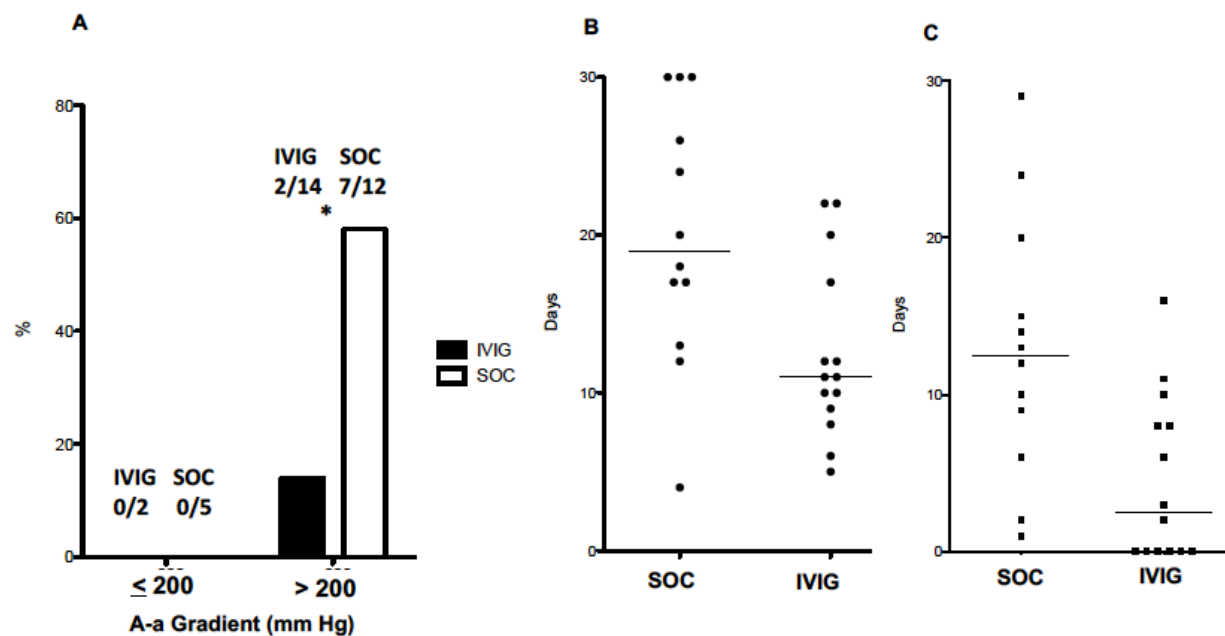 A
80
60
40
20
0
%
IVIG SOC
2/14 7/12
*
IVIG SOC
0/2 0/5
≤ 200
> 200
A-a Gradient (mm Hg)
IVIG
SOC
B
30
20
10
0
Days
SOC
IVIG
C
30
20
10
0
Days
SOC
IVIG